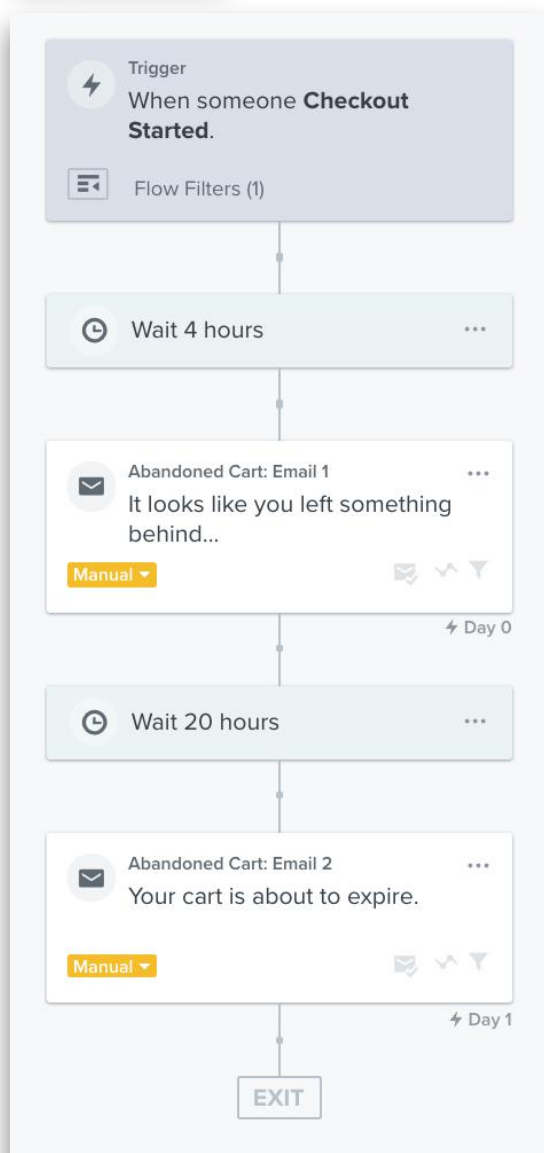 Trigger
When someone Checkout
Started.
Flow Filters (1)
Wait 4 hours
Abandoned Cart: Email 1
It looks like you left something
behind...
Manual
Day 0
Wait 20 hours
Abandoned Cart: Email 2
Your cart is about to expire.
Manual
Day 1
EXIT